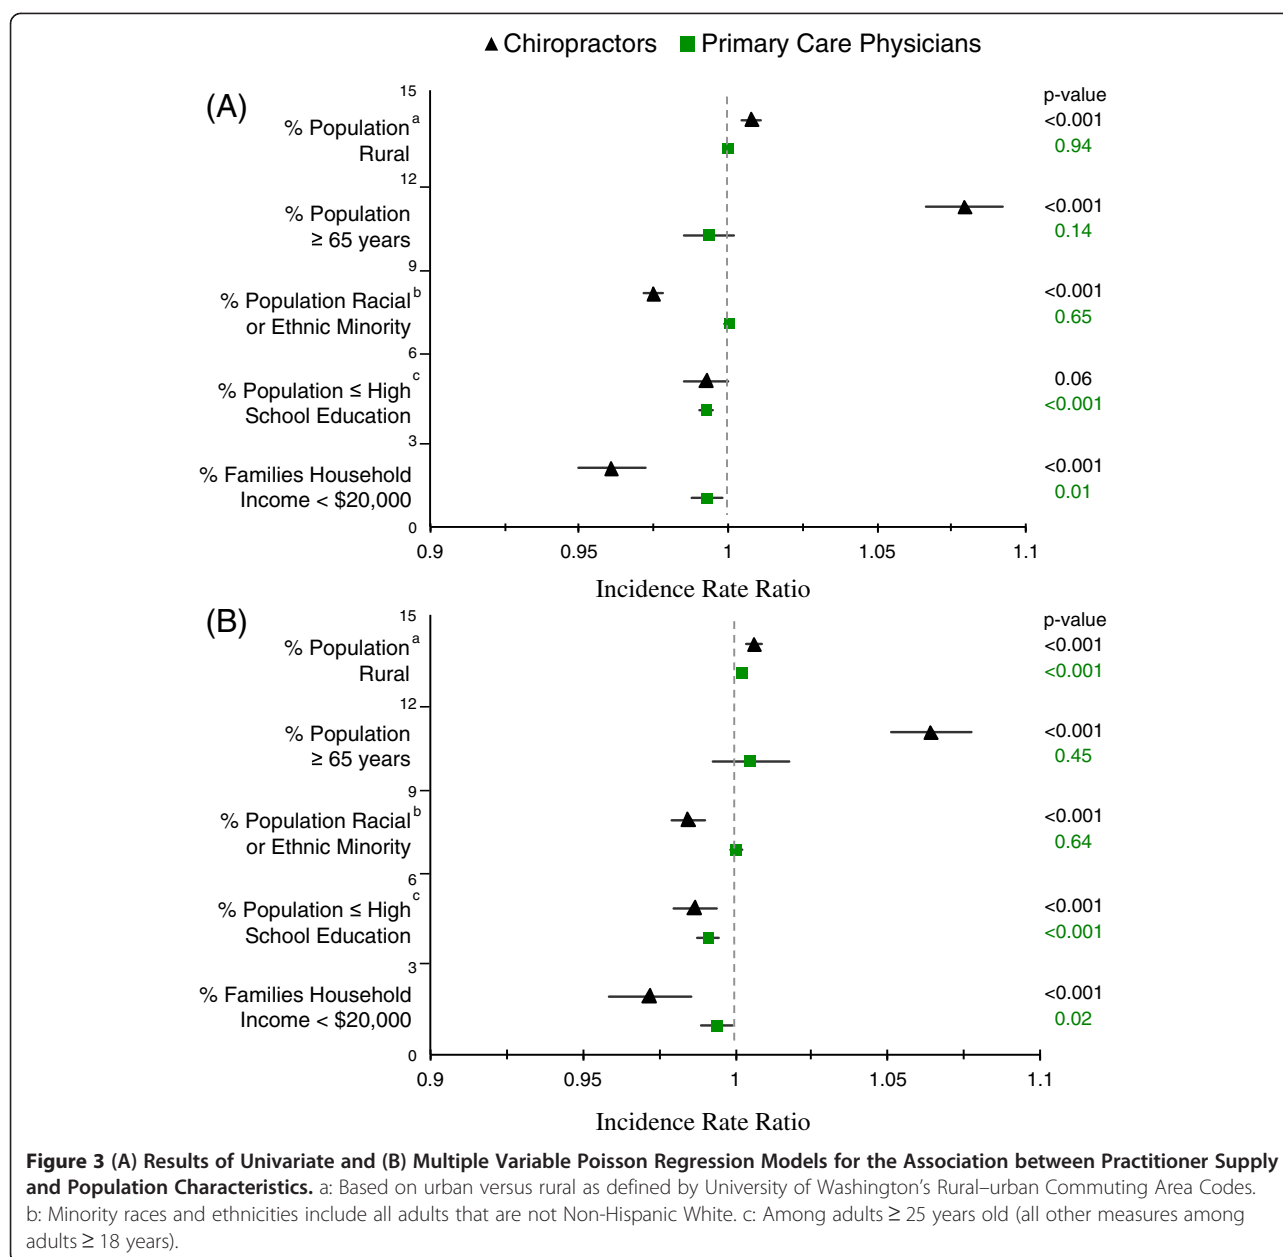 Chiropractors Primary Care Physicians
(A)
15
12
9
6
3
0
% Population a
Rural
% Population
≥ 65 years
% Population Racial b
or Ethnic Minority
% Population ≤ High c
School Education
% Families Household
Income < $20,000
p-value
<0.001
0.94
<0.001
0.14
<0.001
0.65
0.06
<0.001
<0.001
0.01
0.9 0.95 1 1.05 1.1
Incidence Rate Ratio
(B)
15
12
9
6
3
0
% Population a
Rural
% Population
≥ 65 years
% Population Racial b
or Ethnic Minority
% Population ≤ High c
School Education
% Families Household
Income < $20,000
p-value
<0.001
<0.001
<0.001
0.45
<0.001
0.64
<0.001
<0.001
<0.001
0.02
0.9 0.95 1 1.05 1.1
Incidence Rate Ratio
Figure 3 (A) Results of Univariate and (B) Multiple Variable Poisson Regression Models for the Association between Practitioner Supply
and Population Characteristics. a: Based on urban versus rural as defined by University of Washington's Rural–urban Commuting Area Codes.
b: Minority races and ethnicities include all adults that are not Non-Hispanic White. c: Among adults ≥ 25 years old (all other measures among
adults ≥ 18 years).